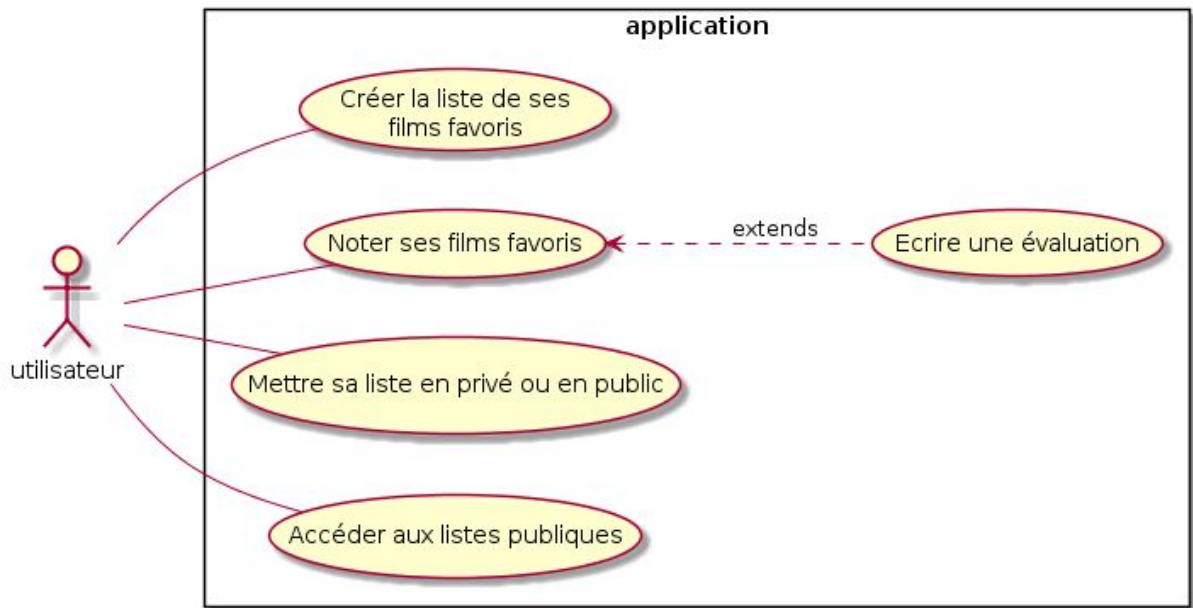 application
Créer la liste de ses
films favoris
Noter ses films favoris
extends
Ecrire une évaluation
utilisateur
Mettre sa liste en privé ou en public
Accéder aux listes publiques